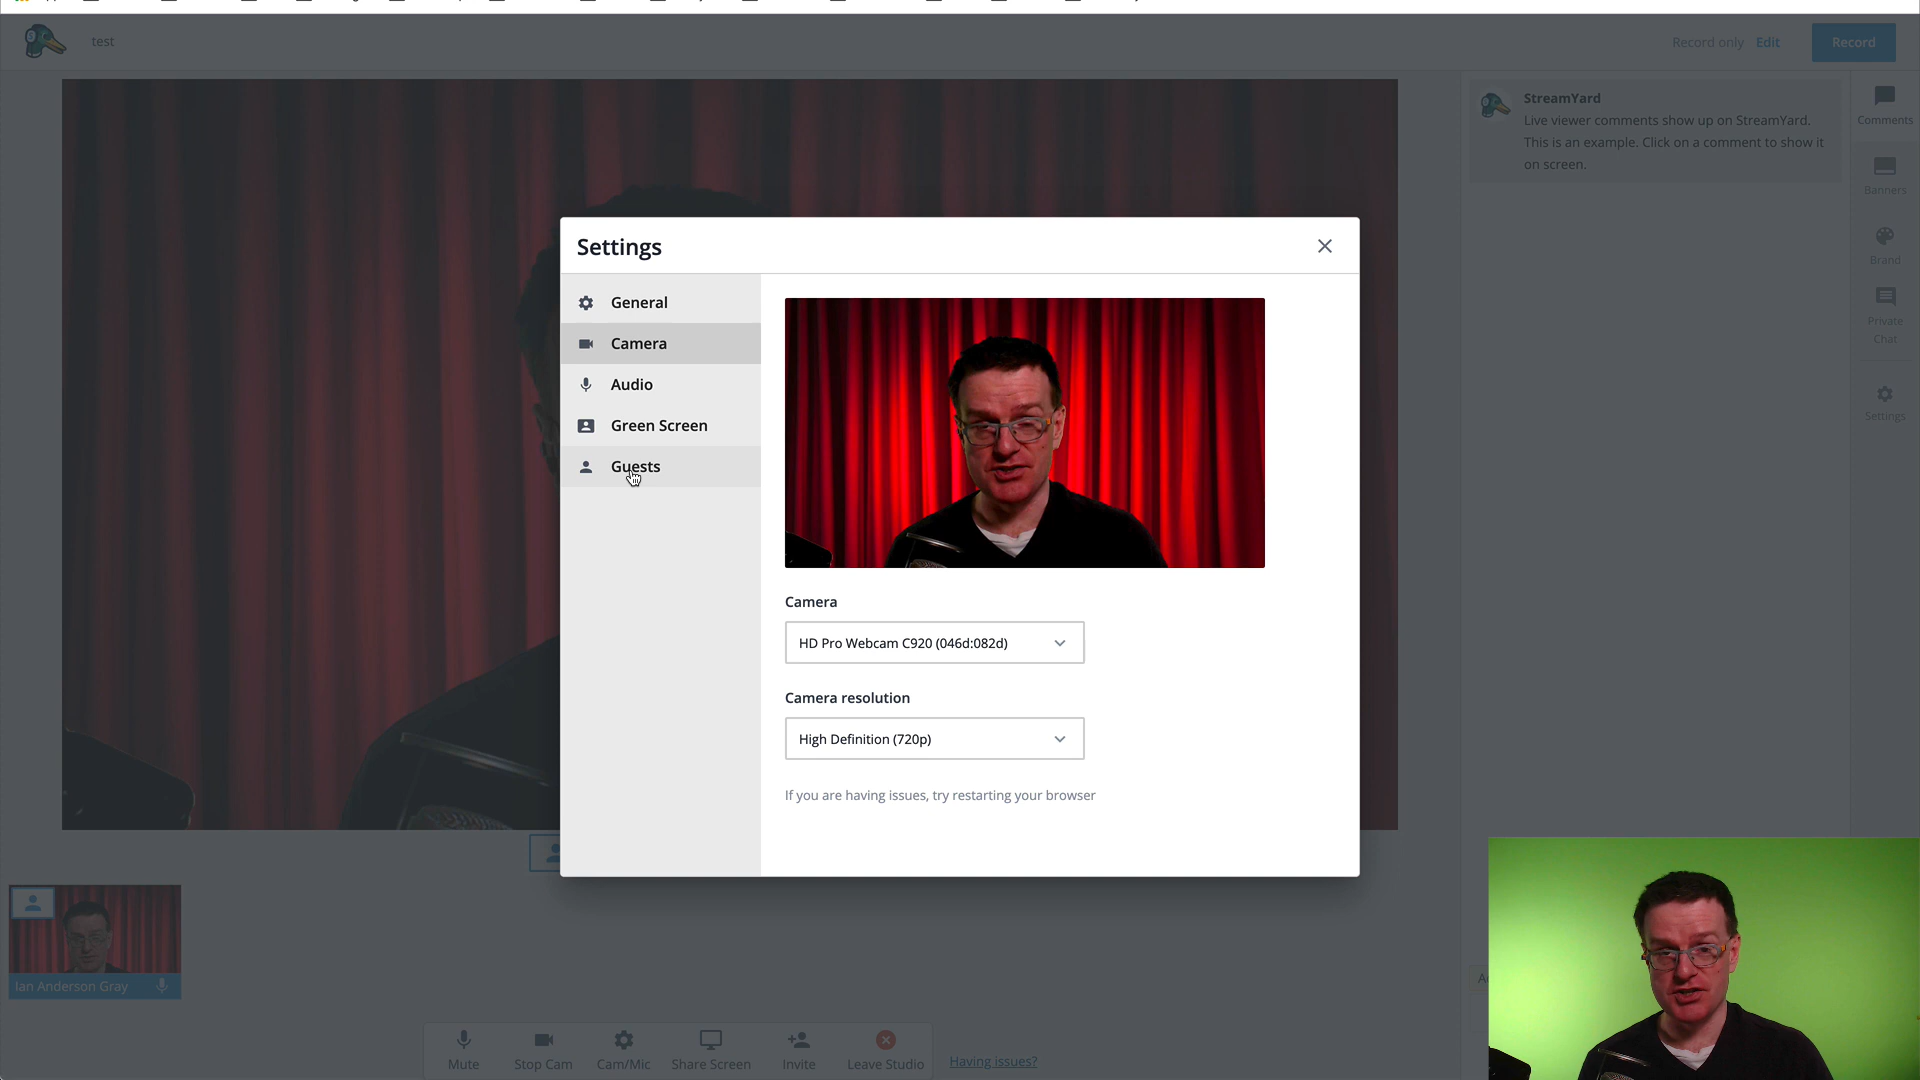 test
Record only Edit
Record
StreamYard
Live viewer comments show up on StreamYard.
This is an example. Click on a comment to show it
on screen.
Comments
Banners
Brand
Private
Chat
Settings
Settings
General
Camera
Audio
Green Screen
Guests
Camera
HD Pro Webcam C920 (046d:082d)
Camera resolution
High Definition (720p)
If you are having issues, try restarting your browser
Ian Anderson Gray
Mute
Stop Cam
Cam/Mic
Share Screen
Invite
Leave Studio
Having issues?